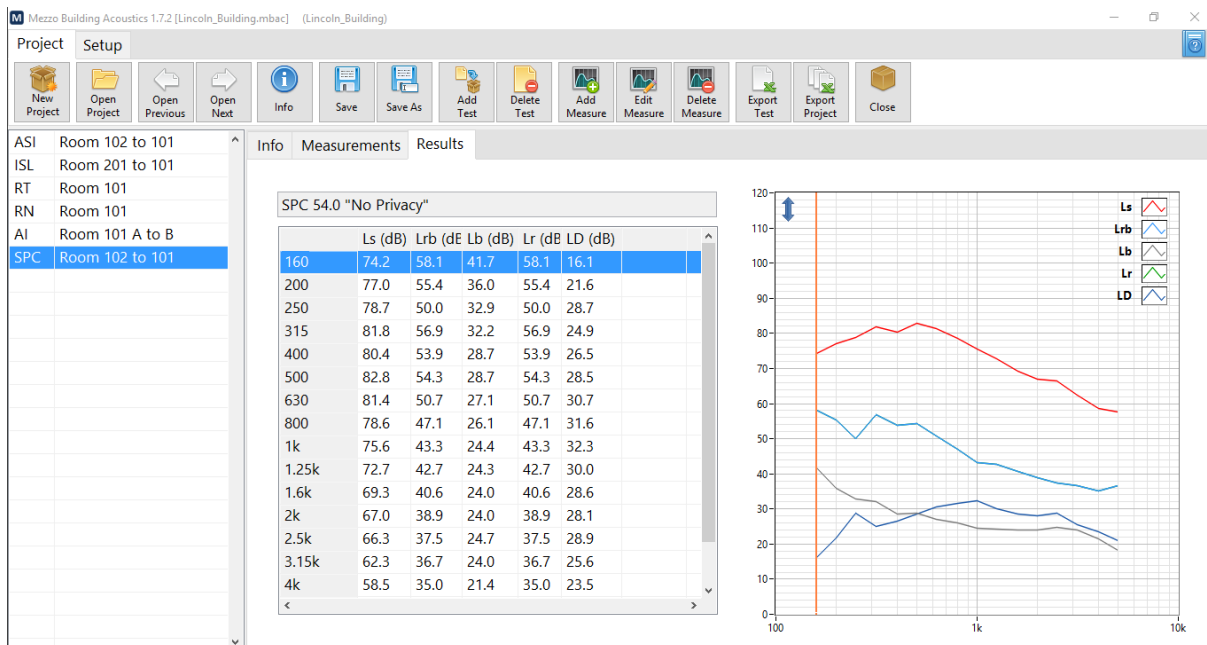 M Mezzo Building Acoustics 1.7.2 [Lincoln_Building.mbac] (Lincoln_Building)
Project Setup
New Project
Open Project
Open Previous
Open Next
Info
Save
Save As
Add Test
Delete Test
Add Measure
Edit Measure
Delete Measure
Export Test
Export Project
Close
ASI Room 102 to 101
ISL Room 201 to 101
RT Room 101
RN Room 101
AI Room 101 A to B
SPC Room 102 to 101
Info Measurements Results
SPC 54.0 "No Privacy"
Ls (dB) Lrb (dE Lb (dB) Lr (dB LD (dB)
160 74.2 58.1 41.7 58.1 16.1
200 77.0 55.4 36.0 55.4 21.6
250 78.7 50.0 32.9 50.0 28.7
315 81.8 56.9 32.2 56.9 24.9
400 80.4 53.9 28.7 53.9 26.5
500 82.8 54.3 28.7 54.3 28.5
630 81.4 50.7 27.1 50.7 30.7
800 78.6 47.1 26.1 47.1 31.6
1k 75.6 43.3 24.4 43.3 32.3
1.25k 72.7 42.7 24.3 42.7 30.0
1.6k 69.3 40.6 24.0 40.6 28.6
2k 67.0 38.9 24.0 38.9 28.1
2.5k 66.3 37.5 24.7 37.5 28.9
3.15k 62.3 36.7 24.0 36.7 25.6
4k 58.5 35.0 21.4 35.0 23.5
120
110
100
90
80
70
60
50
40
30
20
10
0
100 1k 10k
Ls
Lrb
Lb
Lr
LD